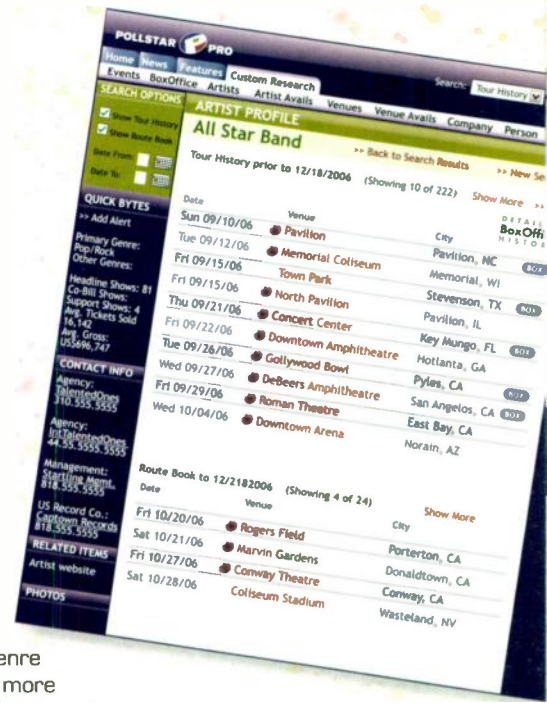 POLLSTAR PRO
Search: Tour History
Home News Features Custom Research
Events BoxOffice Artists Artist Avails Venues Venue Avails Company Person
SEARCH OPTIONS
Show Tour History
Show Route Book
Date From:
Date To:
QUICK BYTES
>> Add Alert
Primary Genre:
Pop/Rock
Other Genres:
Headline Shows: 81
Co-Bill Shows:
Support Shows: 4
Avg. Tickets Sold
16,142
Avg. Gross:
US$696,747
CONTACT INFO
Agency:
TalentedOnes
310.555.5555
Agency:
IntTalentedOnes
44.55.5555.5555
Management:
Startling Mgmt.
818.555.5555
US Record Co.:
Captown Records
818.555.5555
RELATED ITEMS
Artist website
PHOTOS
ARTIST PROFILE
All Star Band
>> Back to Search Results >> New Se
Tour History prior to 12/18/2006 (Showing 10 of 222) Show More >>
DETAIL
BoxOffi
HISTOR
Date Venue City
Sun 09/10/06 Pavilion Pavilion, NC BOX
Tue 09/12/06 Memorial Coliseum Memorial, WI
Fri 09/15/06 Town Park Stevenson, TX BOX
Fri 09/15/06 North Pavilion Pavilion, IL
Thu 09/21/06 Concert Center Key Mungo, FL BOX
Fri 09/22/06 Downtown Amphitheatre Hotlanta, GA
Tue 09/26/06 Gollywood Bowl Pylas, CA BOX
Wed 09/27/06 DeBeers Amphitheatre San Angelos, CA BOX
Fri 09/29/06 Roman Theatre East Bay, CA
Wed 10/04/06 Downtown Arena Norain, AZ
Route Book to 12/2182006 (Showing 4 of 24) Show More
Date Venue City
Fri 10/20/06 Rogers Field Porterton, CA
Sat 10/21/06 Marvin Gardens Donaldtown, CA
Fri 10/27/06 Conway Theatre Conway, CA
Sat 10/28/06 Coliseum Stadium Wasteland, NV
enre
more